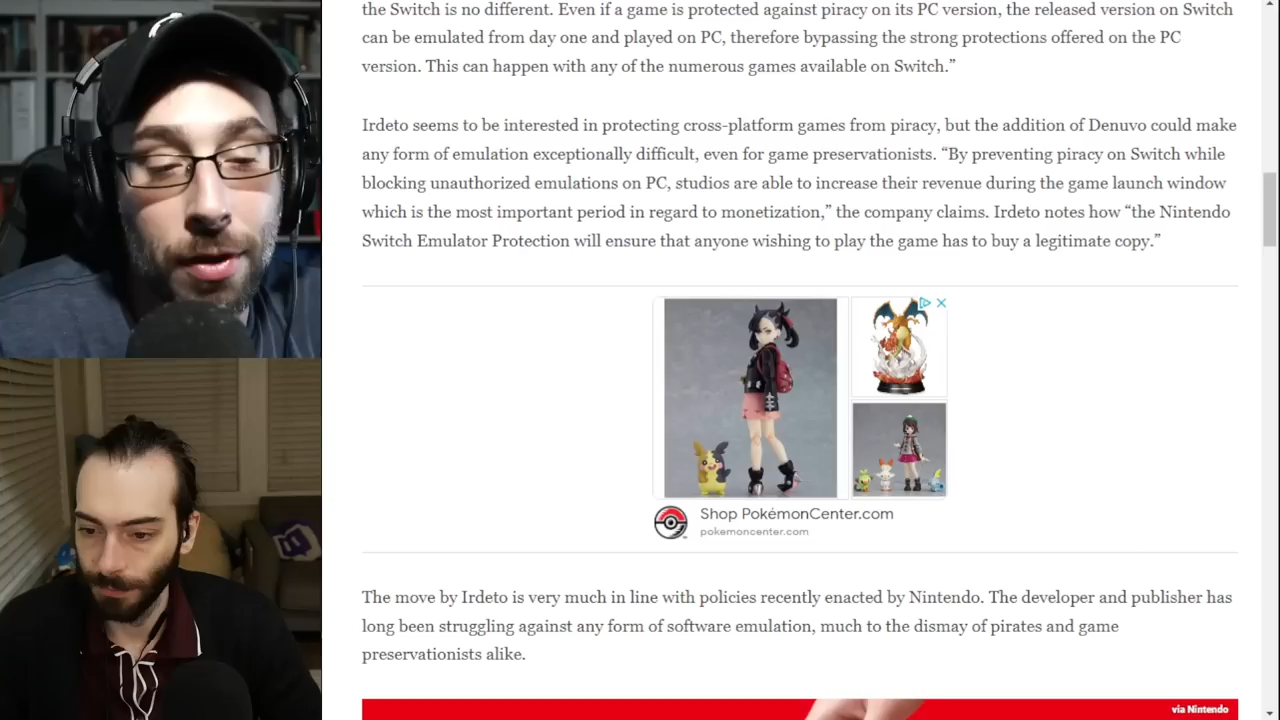 the Switch is no different. Even if a game is protected against piracy on its PC version, the released version on Switch
can be emulated from day one and played on PC, therefore bypassing the strong protections offered on the PC
version. This can happen with any of the numerous games available on Switch.”
Irdeto seems to be interested in protecting cross-platform games from piracy, but the addition of Denuvo could make
any form of emulation exceptionally difficult, even for game preservationists. “By preventing piracy on Switch while
blocking unauthorized emulations on PC, studios are able to increase their revenue during the game launch window
which is the most important period in regard to monetization,” the company claims. Irdeto notes how “the Nintendo
Switch Emulator Protection will ensure that anyone wishing to play the game has to buy a legitimate copy.”
Shop PokémonCenter.com
pokemoncenter.com
The move by Irdeto is very much in line with policies recently enacted by Nintendo. The developer and publisher has
long been struggling against any form of software emulation, much to the dismay of pirates and game
preservationists alike.
via Nintendo